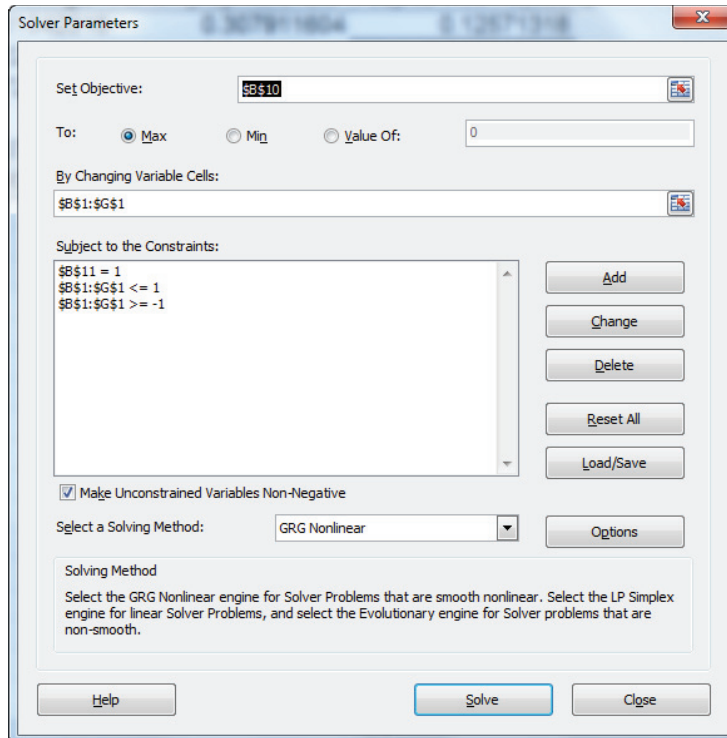 Solver Parameters
0.307911604 0.12571318
Set Objective: $B$10
To: Max Min Value Of: 0
By Changing Variable Cells:
$B$1:$G$1
Subject to the Constraints:
$B$11 = 1
$B$1:$G$1 <= 1
$B$1:$G$1 >= -1
Add
Change
Delete
Reset All
Load/Save
Make Unconstrained Variables Non-Negative
Select a Solving Method: GRG Nonlinear
Options
Solving Method
Select the GRG Nonlinear engine for Solver Problems that are smooth nonlinear. Select the LP Simplex
engine for linear Solver Problems, and select the Evolutionary engine for Solver problems that are
non-smooth.
Help Solve Close